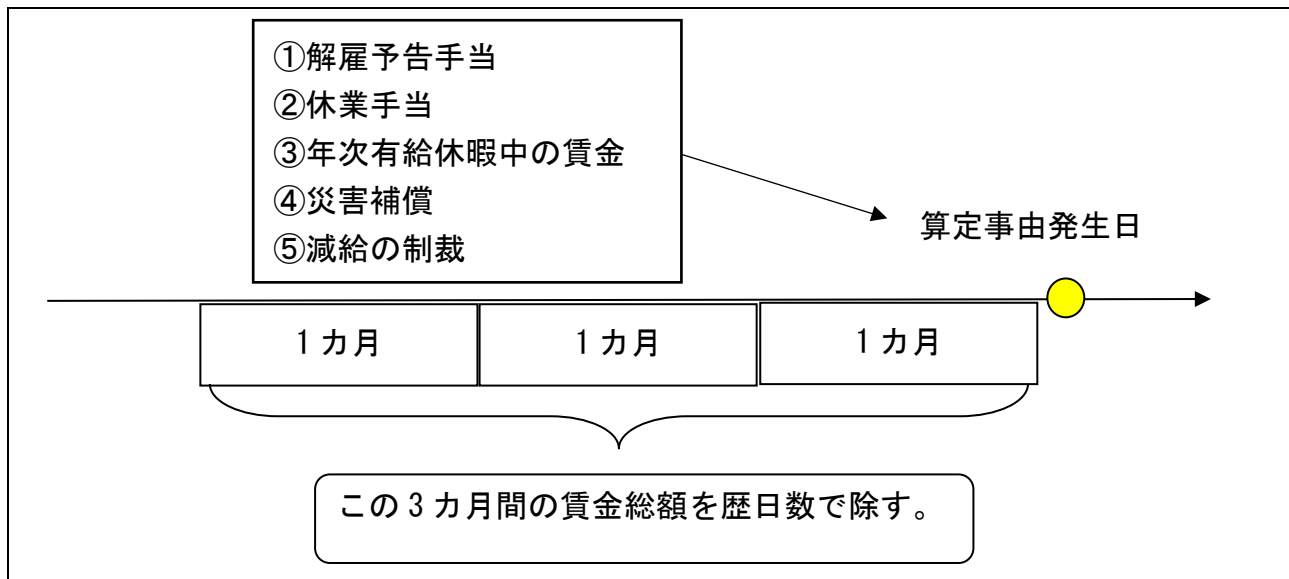 ①解雇予告手当
②休業手当
③年次有給休暇中の賃金
④災害補償
⑤減給の制裁
算定事由発生日
1カ月
1カ月
1カ月
この3カ月間の賃金総額を歴日数で除す。